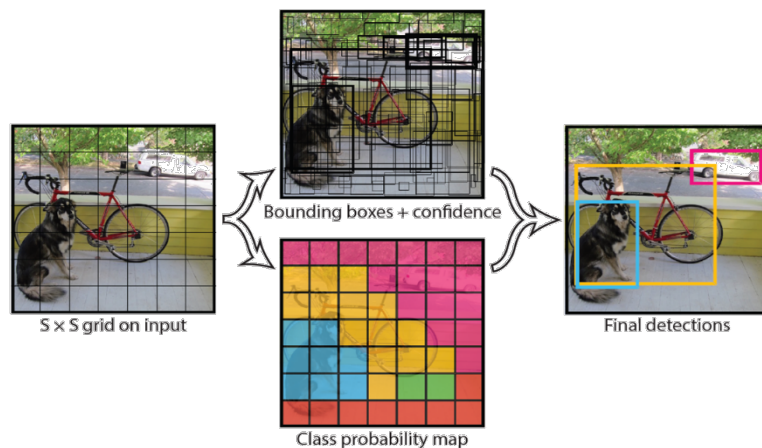 S × S grid on input
Bounding boxes + confidence
Class probability map
Final detections